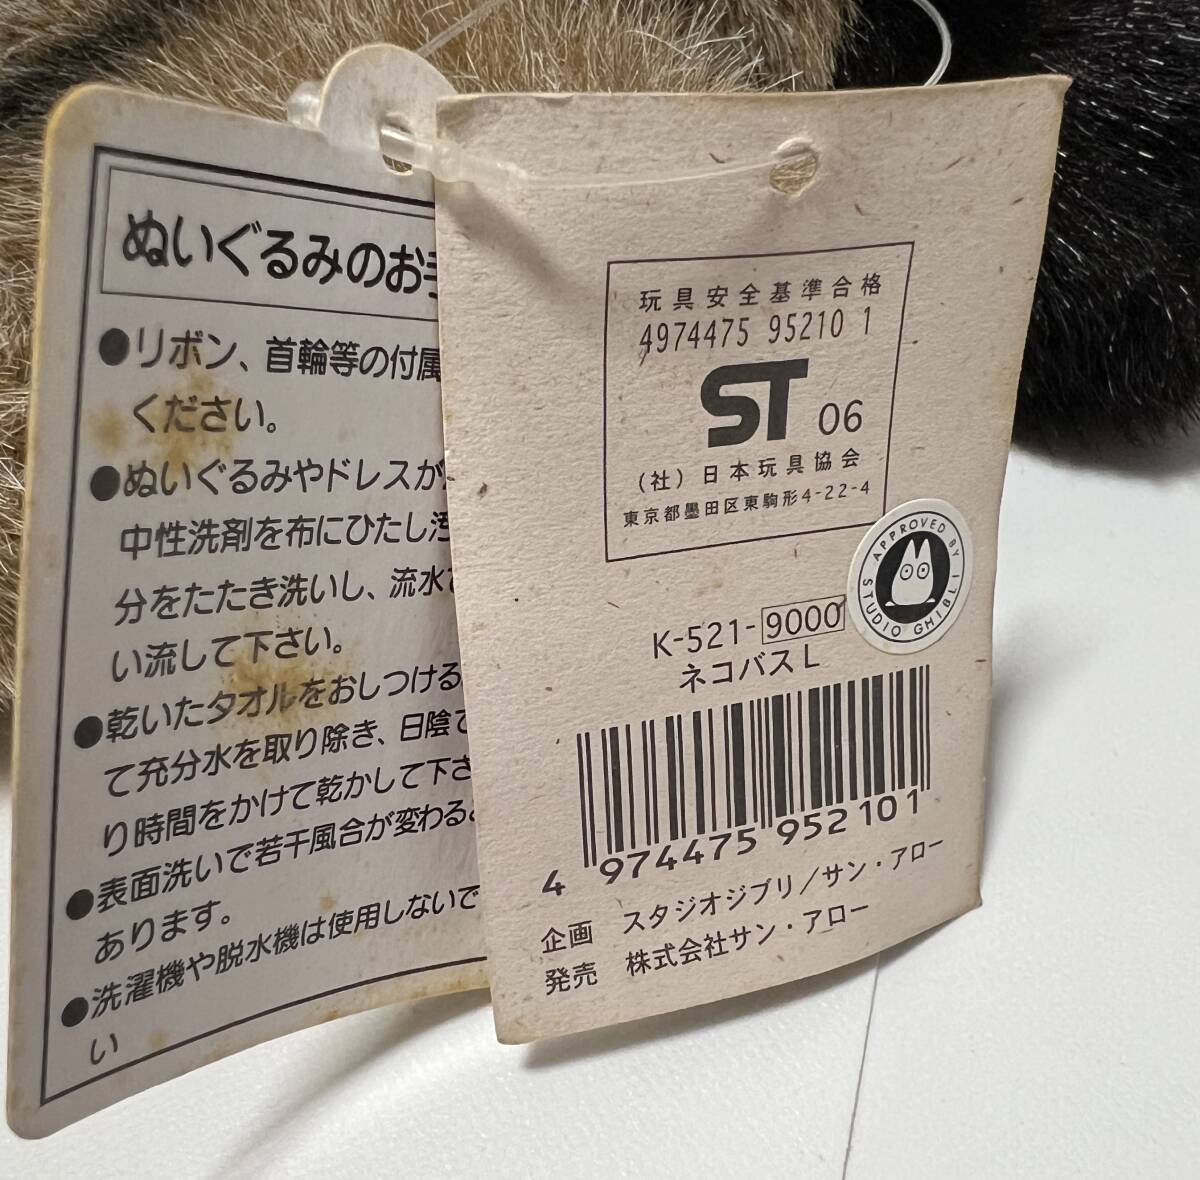 ぬいぐるみのお手
●リボン、首輪等の付属
ください。
●ぬいぐるみやドレスが
中性洗剤を布にひたし汚
分をたたき洗いし、流水で
い流して下さい。
●乾いたタオルをおしつける
て充分水を取り除き、日陰で
り時間をかけて乾かして下さ
●表面洗いで若干風合が変わると
あります。
●洗濯機や脱水機は使用しないで
い
玩具安全基準合格
4974475 95210 1
ST 06
(社)日本玩具協会
東京都墨田区東駒形4-22-4
APPROVED BY
STUDIO GHIBLI
K-521-9000
ネコバスL
4 974475 952101
企画 スタジオジブリ/サン・アロー
発売 株式会社サン・アロー